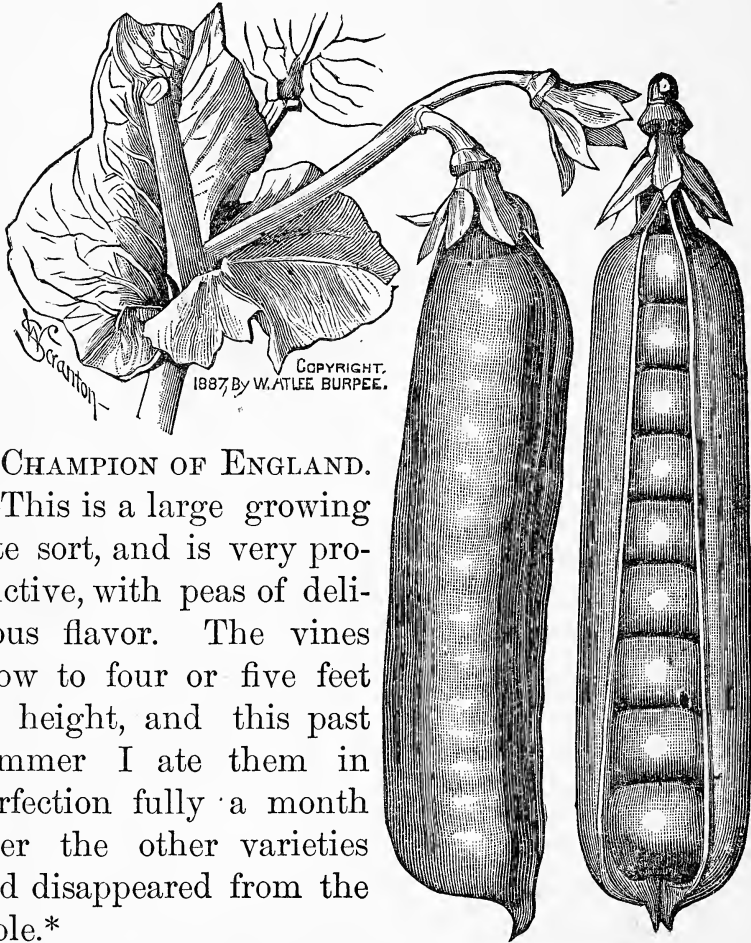 Scranton
COPYRIGHT.
1887, By W. ATLEE BURPEE.
CHAMPION OF ENGLAND.
This is a large growing
te sort, and is very pro-
ctive, with peas of deli-
ous flavor. The vines
ow to four or five feet
height, and this past
mmer I ate them in
rfection fully a month
er the other varieties
d disappeared from the
ble.*